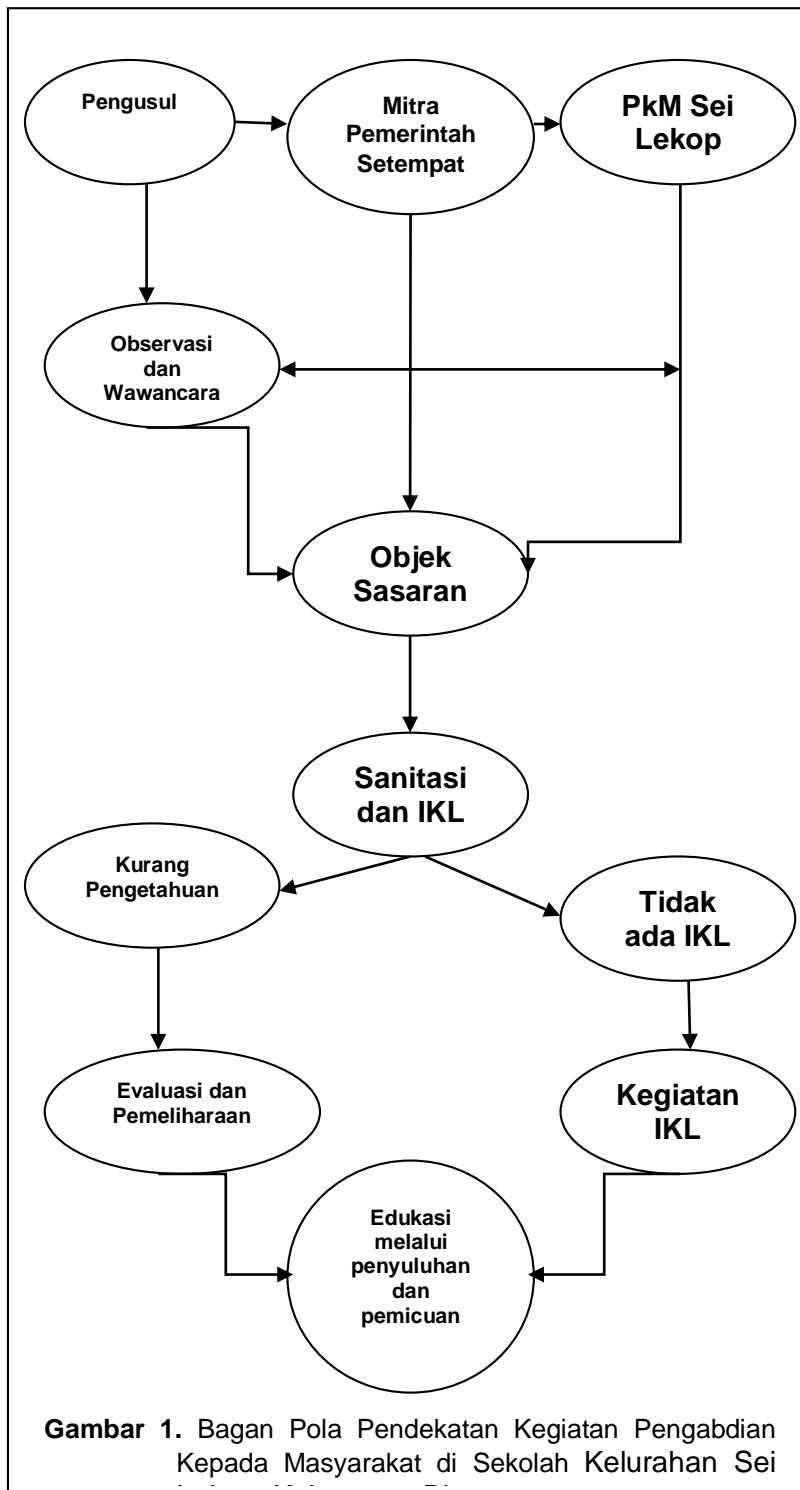 Pengusul
Mitra
Pemerintah
Setempat
PkM Sei
Lekop
Observasi
dan
Wawancara
Objek
Sasaran
Sanitasi
dan IKL
Kurang
Pengetahuan
Tidak
ada IKL
Evaluasi dan
Pemeliharaan
Kegiatan
IKL
Edukasi
melalui
penyuluhan
dan
pemicuan
Gambar 1. Bagan Pola Pendekatan Kegiatan Pengabdian
Kepada Masyarakat di Sekolah Kelurahan Sei